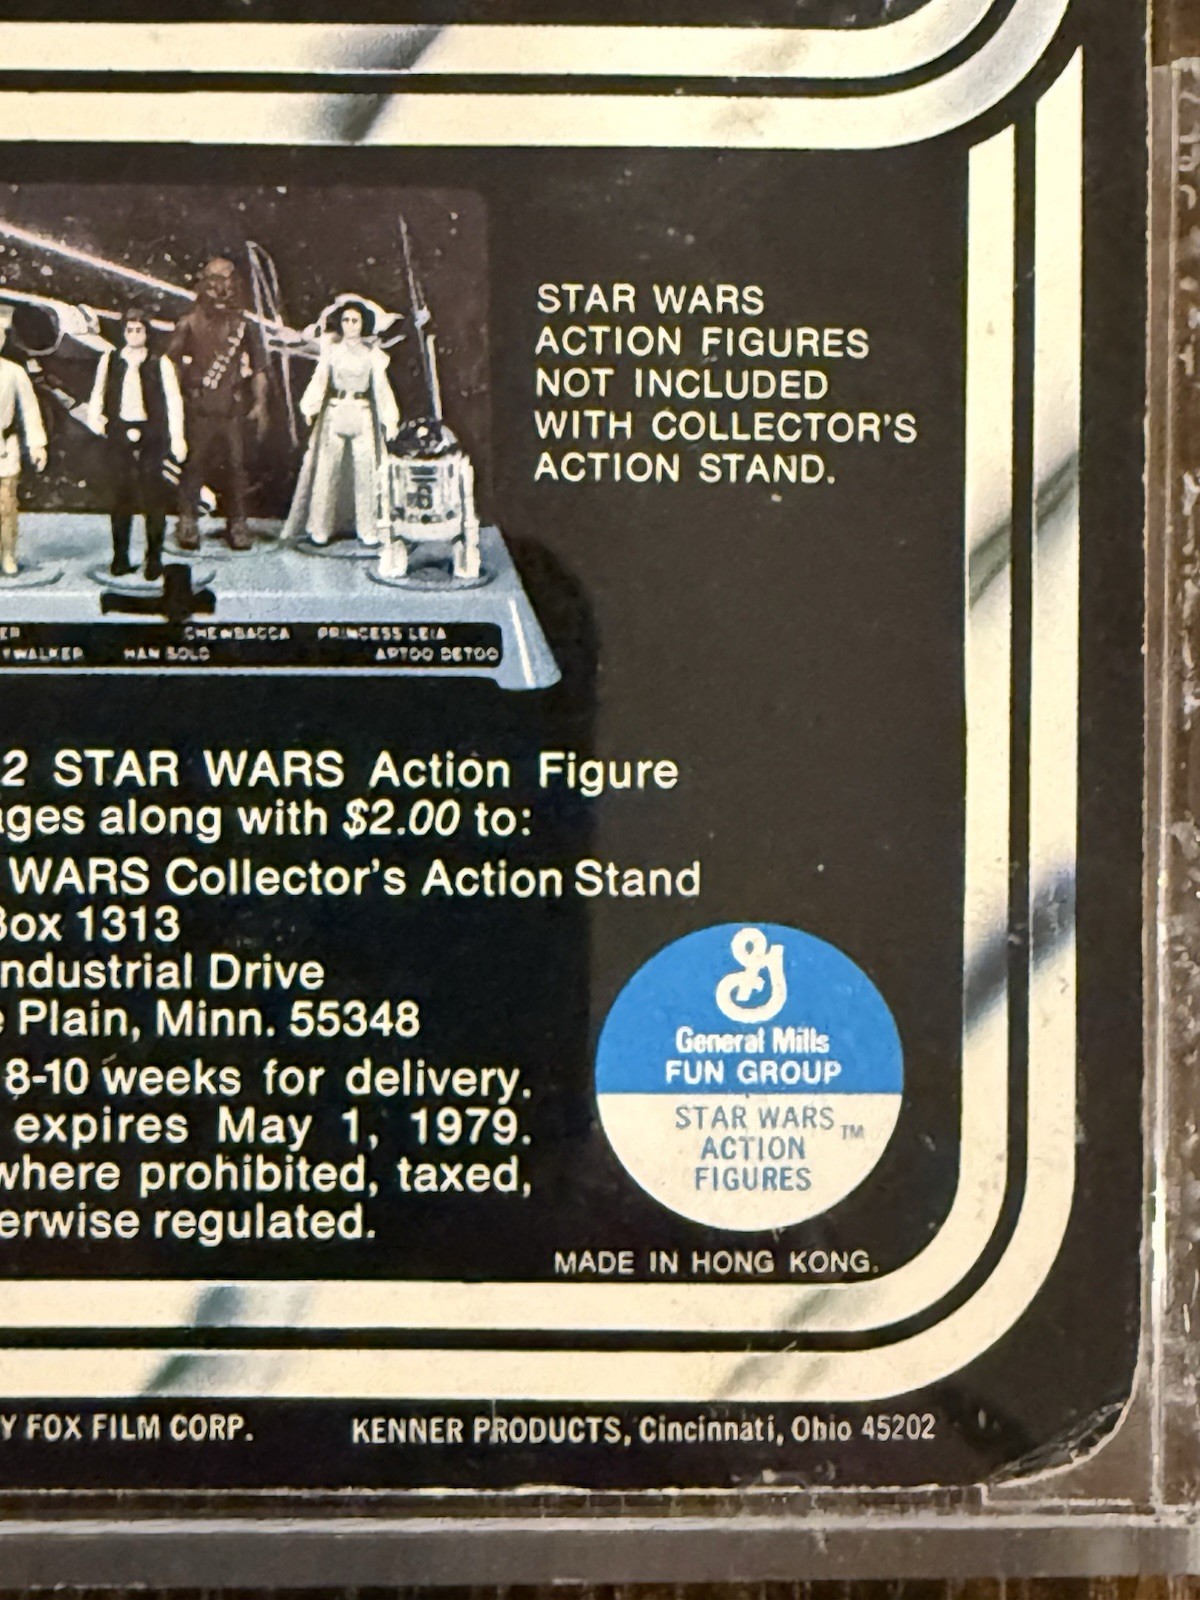 STAR WARS
ACTION FIGURES
NOT INCLUDED
WITH COLLECTOR'S
ACTION STAND.
CHEWBACCA PRINCESS LEIA
HAN SOLO ARTOO DETOO
2 STAR WARS Action Figure
ages along with $2.00 to:
WARS Collector's Action Stand
Box 1313
Industrial Drive
Plain, Minn. 55348
8-10 weeks for delivery.
expires May 1, 1979.
where prohibited, taxed,
erwise regulated.
General Mills
FUN GROUP
STAR WARS TM
ACTION
FIGURES
MADE IN HONG KONG.
Y FOX FILM CORP. KENNER PRODUCTS, Cincinnati, Ohio 45202